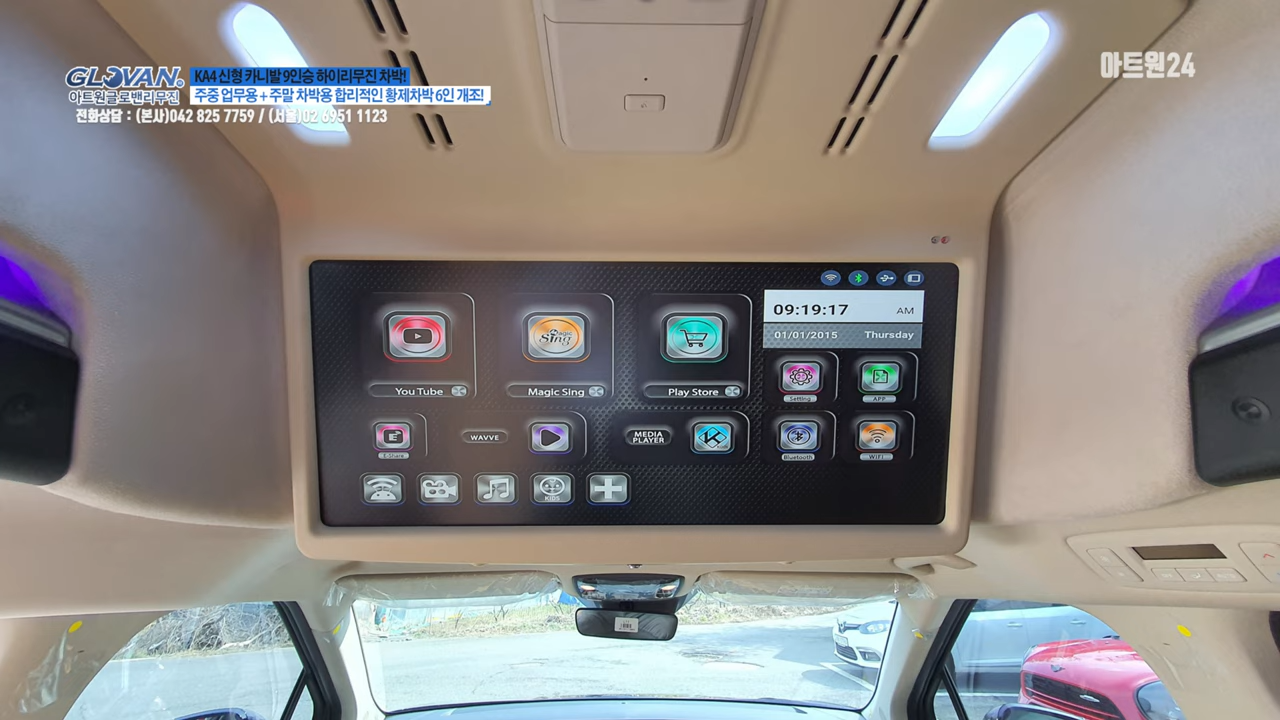 GLOVAN®
아트원글로밴리무진
KA4 신형 카니발 9인승 하이리무진 차박!
주중 업무용 + 주말 차박용 합리적인 황제차박 6인 개조!
전화상담 : (본사)042 825 7759 / (서울)02 6951 1123
아트원24
09:19:17 AM
01/01/2015 Thursday
You Tube
Magic Sing
Magic Sing
Play Store
Setting
APP
E-Share
WAVVE
MEDIA PLAYER
Bluetooth
WiFi
KIDS